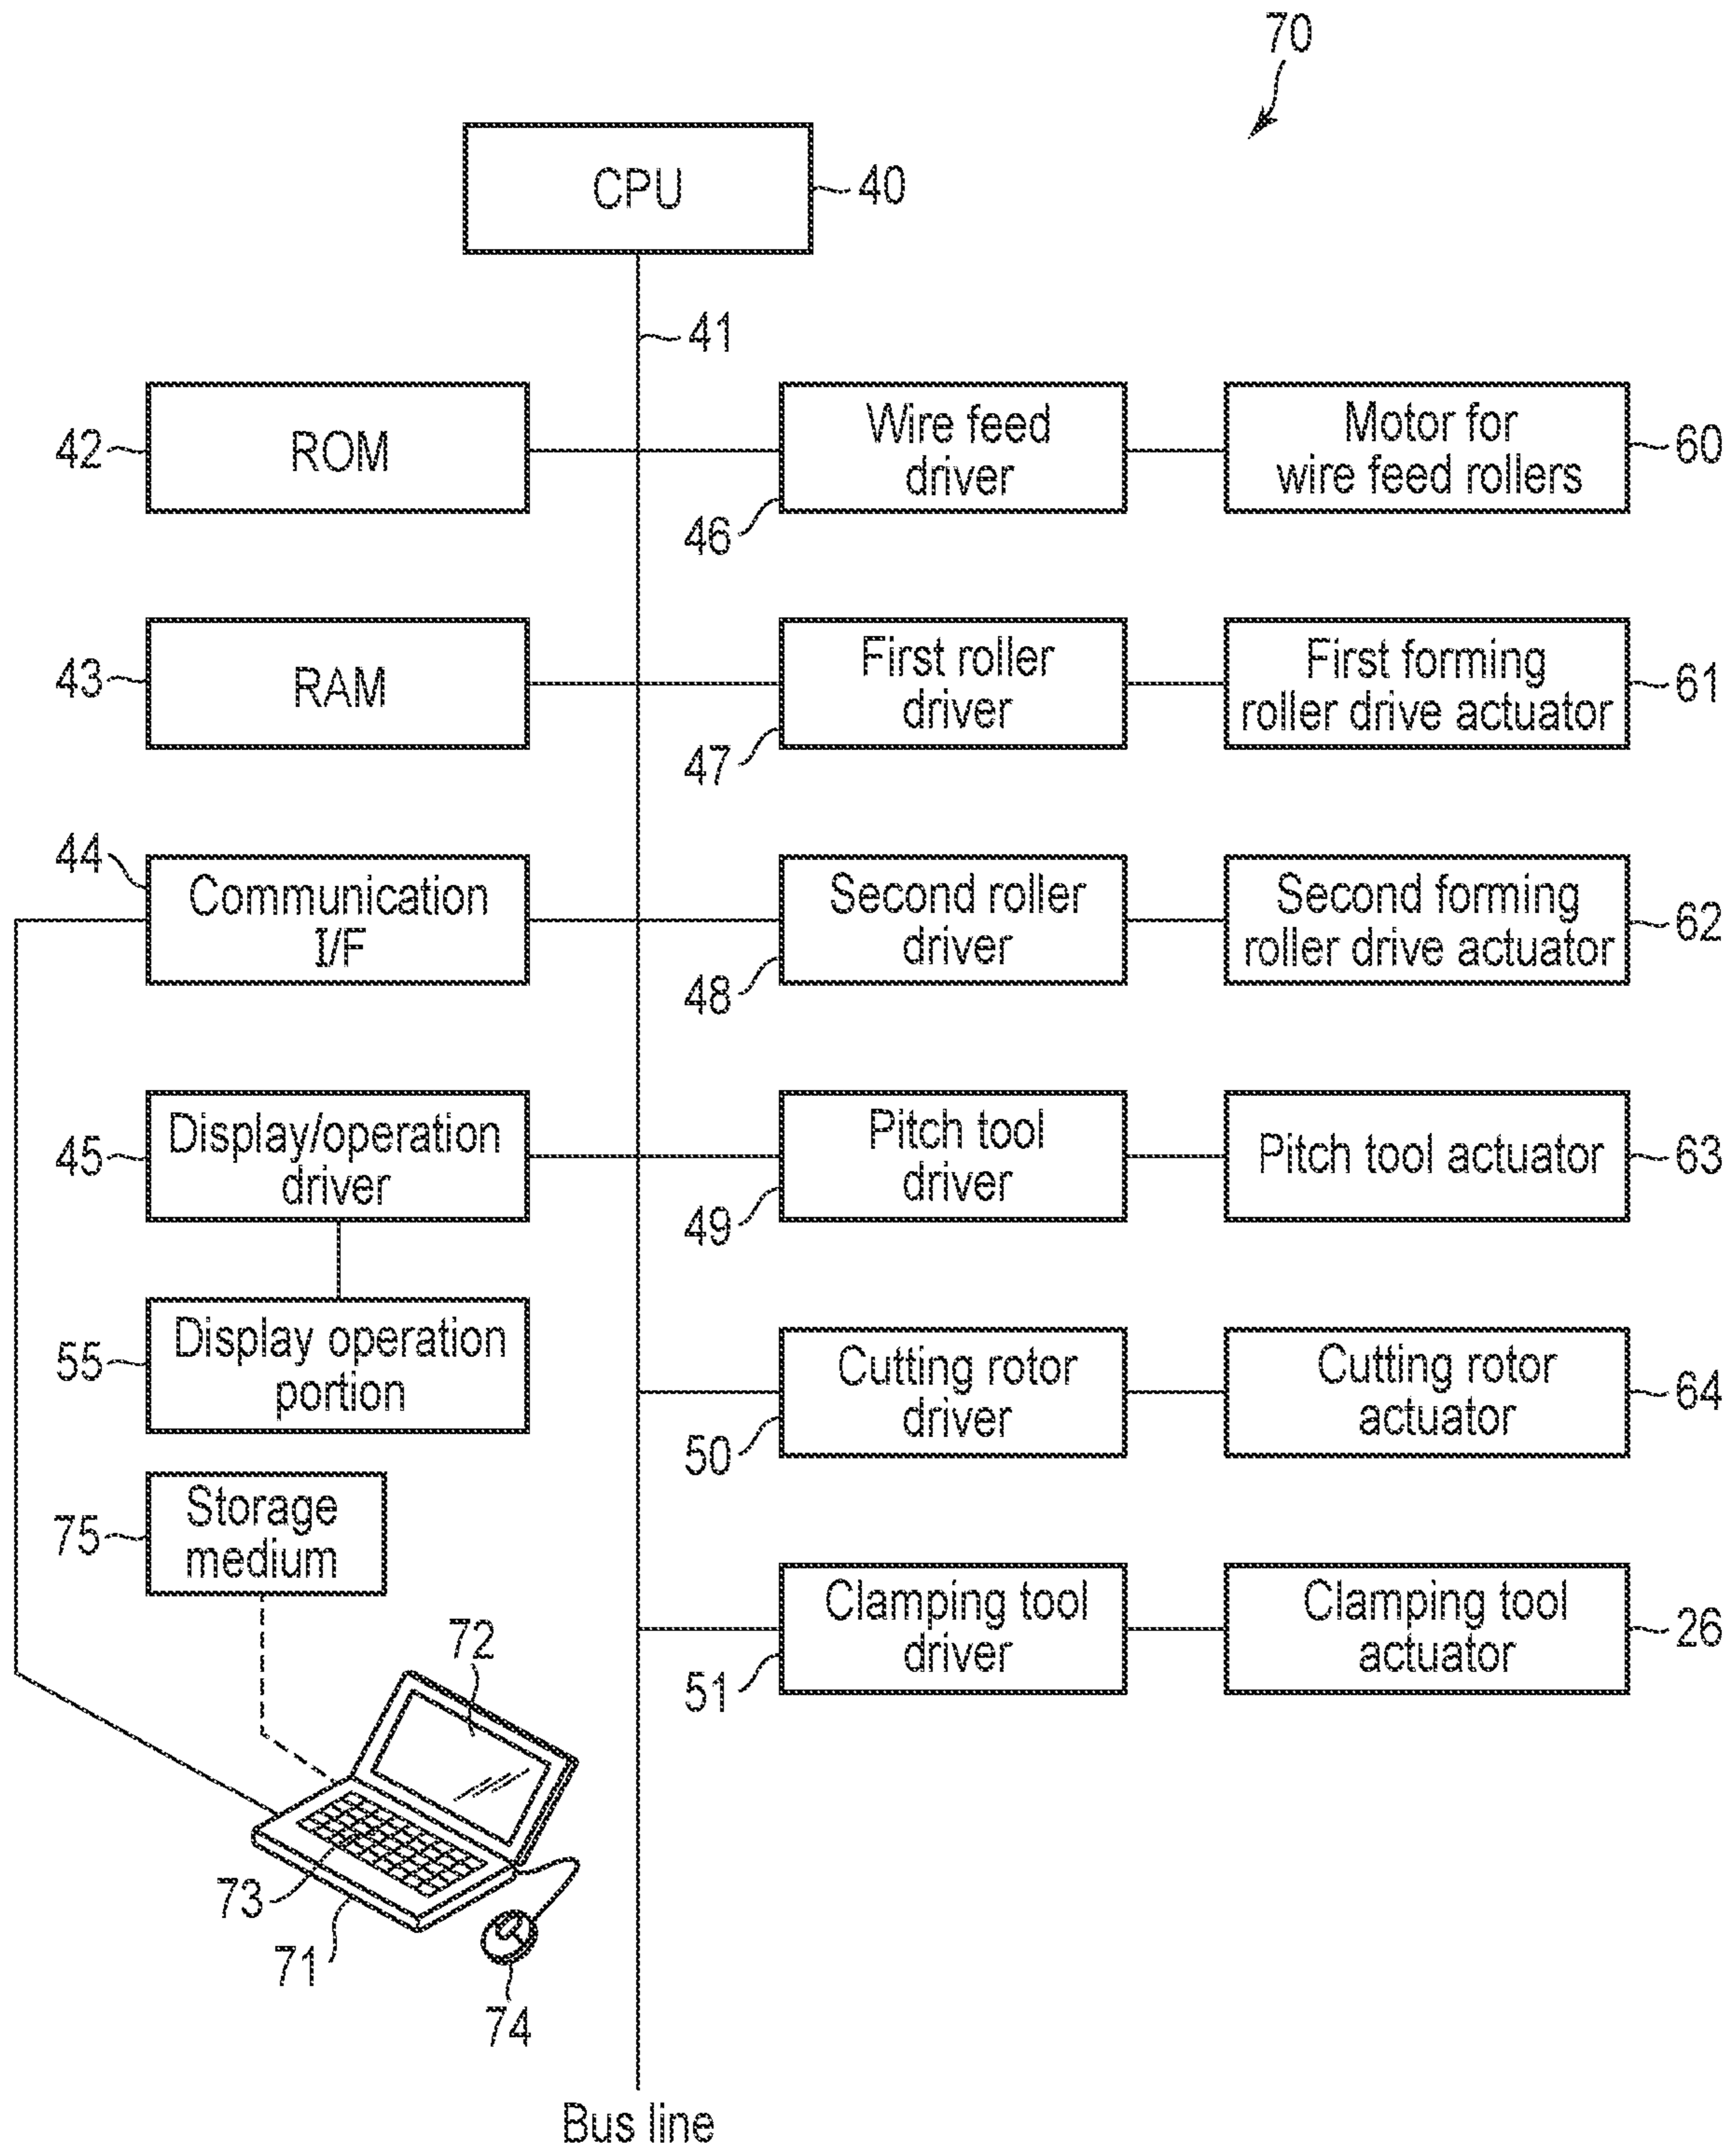 70
CPU
40
41
42
ROM
Wire feed
driver
46
Motor for
wire feed rollers
60
43
RAM
First roller
driver
47
First forming
roller drive actuator
61
44
Communication
I/F
Second roller
driver
48
Second forming
roller drive actuator
62
45
Display/operation
driver
Pitch tool
driver
49
Pitch tool actuator
63
55
Display operation
portion
Cutting rotor
driver
50
Cutting rotor
actuator
64
75
Storage
medium
Clamping tool
driver
51
Clamping tool
actuator
26
72
73
71
74
Bus line